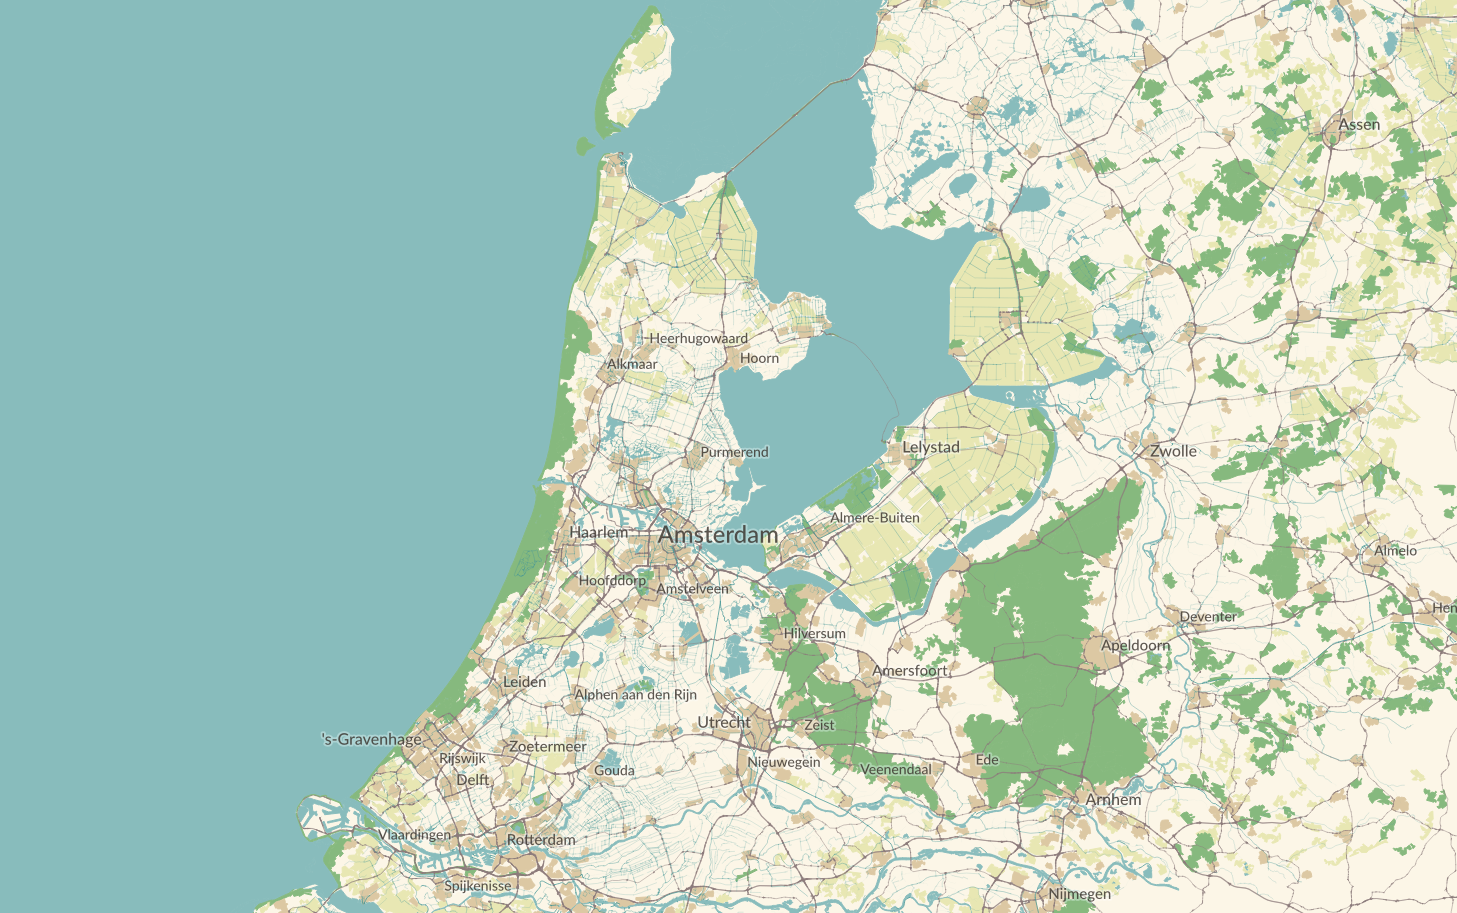 Assen
Heerhugowaard
Hoorn
Alkmaar
Purmerend
Lelystad
Zwolle
Almere-Buiten
Haarlem
Amsterdam
Almelo
Hoofddorp
Amstelveen
Hen
Deventer
Hilversum
Apeldoorn
Amersfoort
Leiden
Alphen aan den Rijn
Utrecht
Zeist
's-Gravenhage
Zoetermeer
Rijswijk
Nieuwegein
Ede
Gouda
Veenendaal
Delft
Arnhem
Vlaardingen
Rotterdam
Spijkenisse
Nijmegen